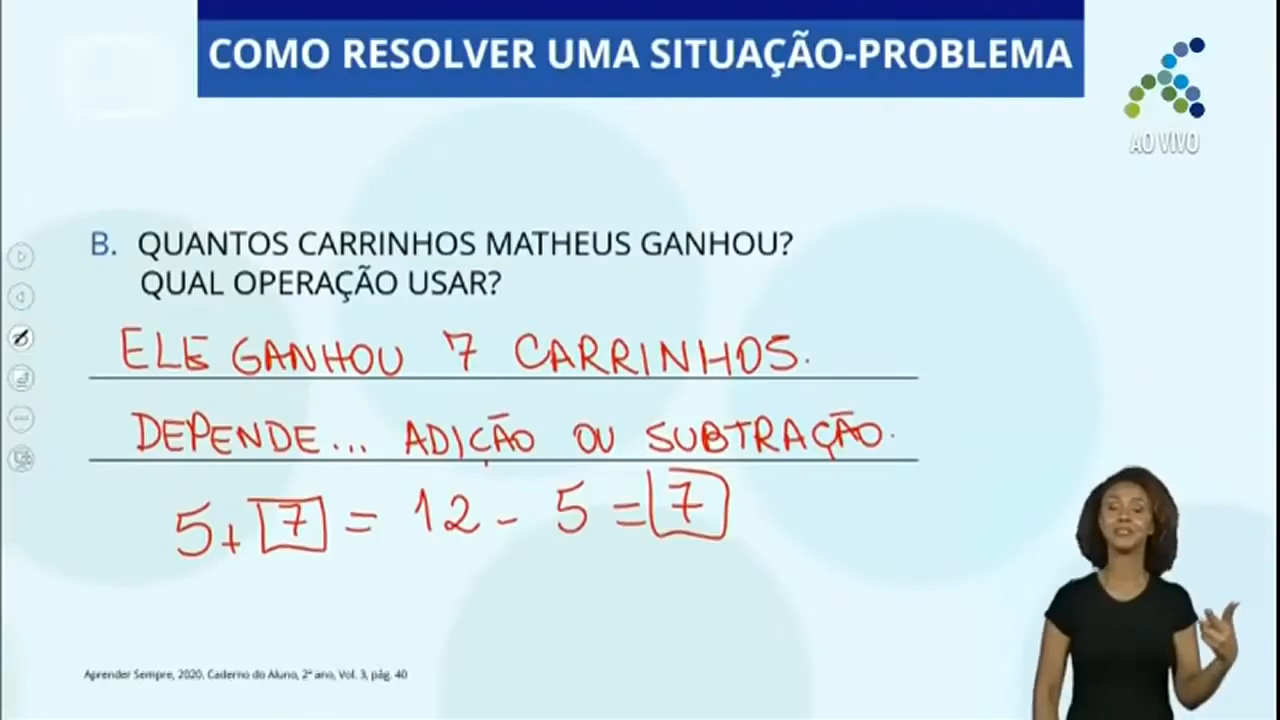 COMO RESOLVER UMA SITUAÇÃO-PROBLEMA
AO VIVO
B. QUANTOS CARRINHOS MATHEUS GANHOU?
QUAL OPERAÇÃO USAR?
ELE GANHOU 7 CARRINHOS.
DEPENDE... ADIÇÃO OU SUBTRAÇÃO.
5+7 = 12 - 5 = 7
Aprender Sempre, 2020. Caderno do Aluno, 2º ano, Vol. 3, pág. 40